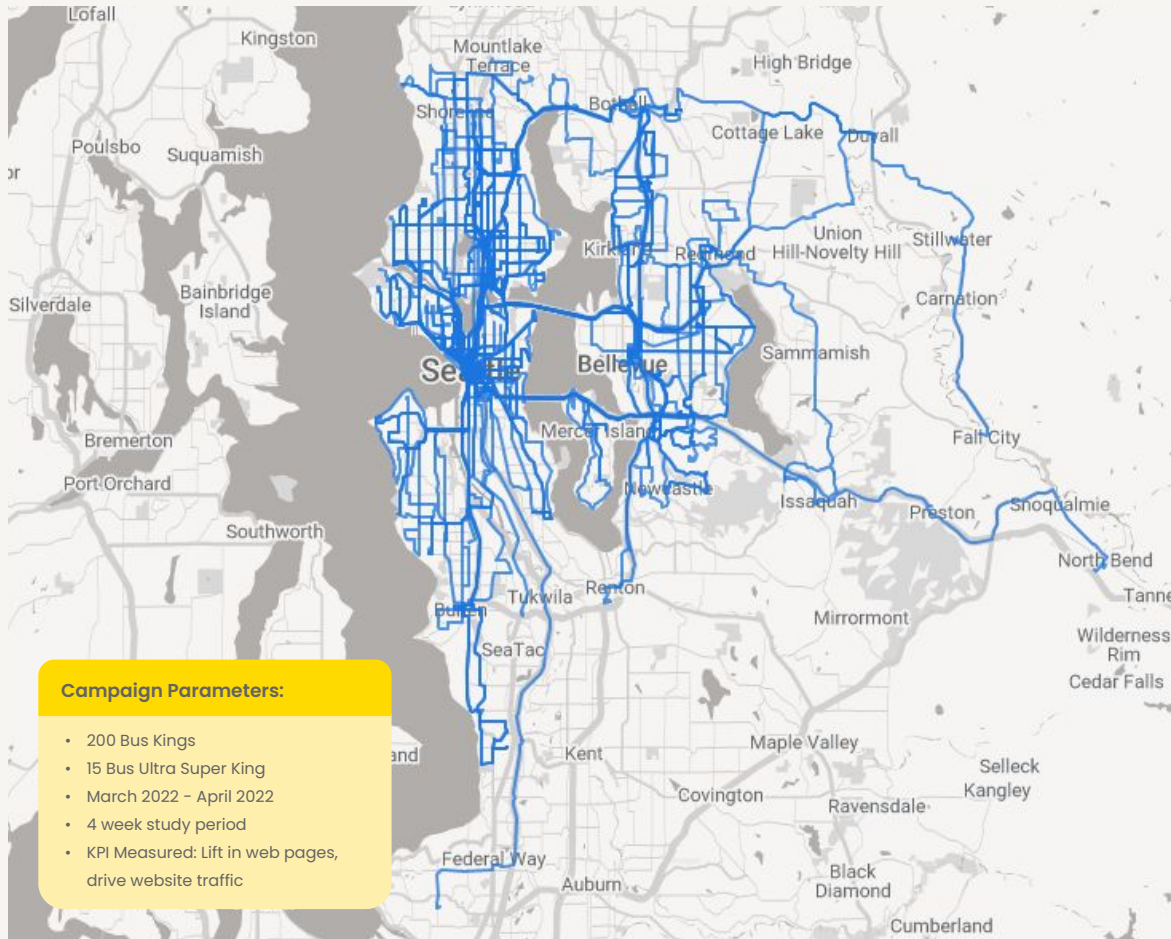 Lofall
Kingston
Mountlake
Terrace
High Bridge
Bothell
Shoreline
Cottage Lake
Duvall
Poulsbo
Suquamish
or
Union
Hill-Novelty Hill
Stillwater
Kirkland
Redmond
Silverdale
Bainbridge
Island
Carnation
Sammamish
Seattle
Bellevue
Bremerton
Mercer Island
Fall City
Port Orchard
Newcastle
Issaquah
Snoqualmie
Preston
Southworth
North Bend
Tanne
Renton
Tukwila
Burien
Mirrormont
SeaTac
Wilderness
Rim
Cedar Falls
Campaign Parameters:
• 200 Bus Kings
• 15 Bus Ultra Super King
• March 2022 - April 2022
• 4 week study period
• KPI Measured: Lift in web pages,
drive website traffic
and
Kent
Maple Valley
Selleck
Kangley
Covington
Ravensdale
Federal Way
Auburn
Black
Diamond
Cumberland